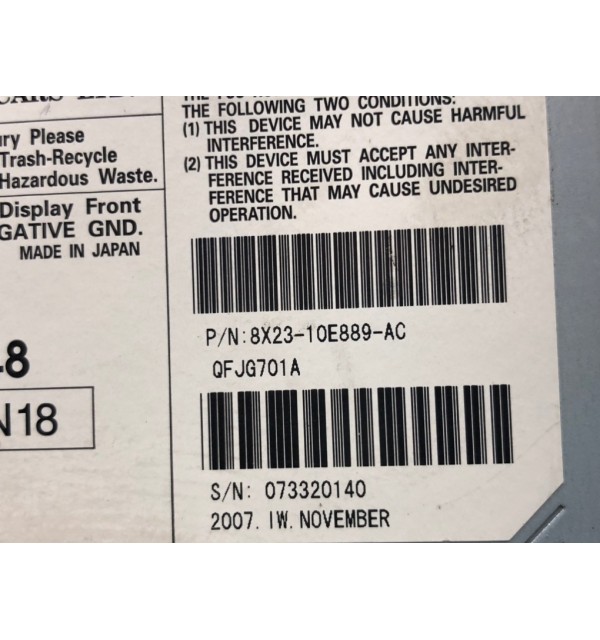 THE FOLLOWING TWO CONDITIONS:
(1) THIS DEVICE MAY NOT CAUSE HARMFUL
INTERFERENCE.
(2) THIS DEVICE MUST ACCEPT ANY INTER-
FERENCE RECEIVED INCLUDING INTER-
FERENCE THAT MAY CAUSE UNDESIRED
OPERATION.
ury Please
Trash-Recycle
Hazardous Waste.
Display Front
GATIVE GND.
MADE IN JAPAN
P/N:8X23-10E889-AC
QFJG701A
8
N18
S/N: 073320140
2007. IW. NOVEMBER